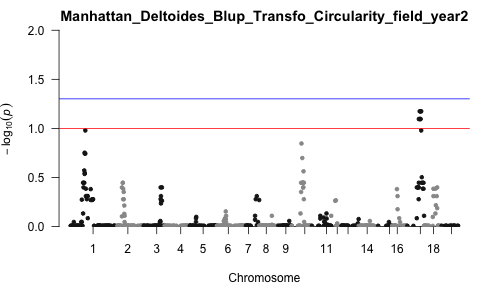 Manhattan_Deltoides_Blup_Transfo_Circularity_field_year2
2.0
1.5
1.0
0.5
0.0
− log10(p)
1 2 3 4 5 6 7 8 9 11 14 16 18
Chromosome